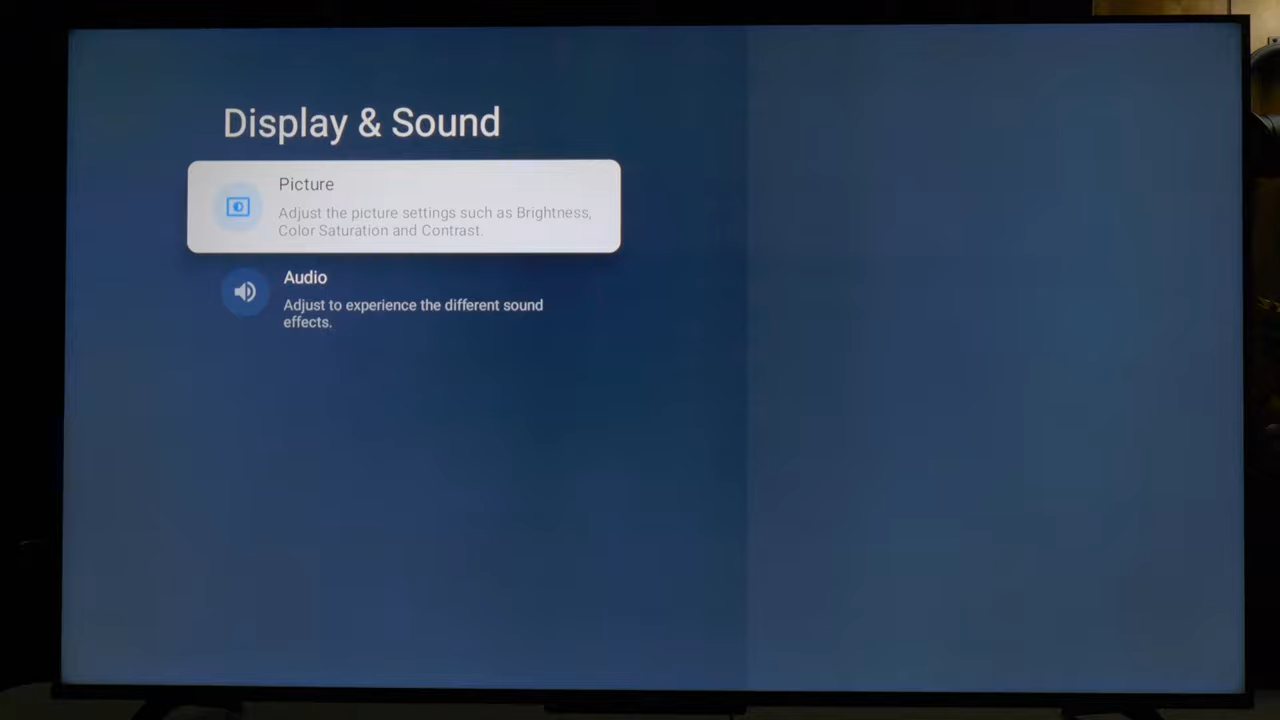 Display & Sound
Picture
Adjust the picture settings such as Brightness,
Color Saturation and Contrast.
Audio
Adjust to experience the different sound
effects.